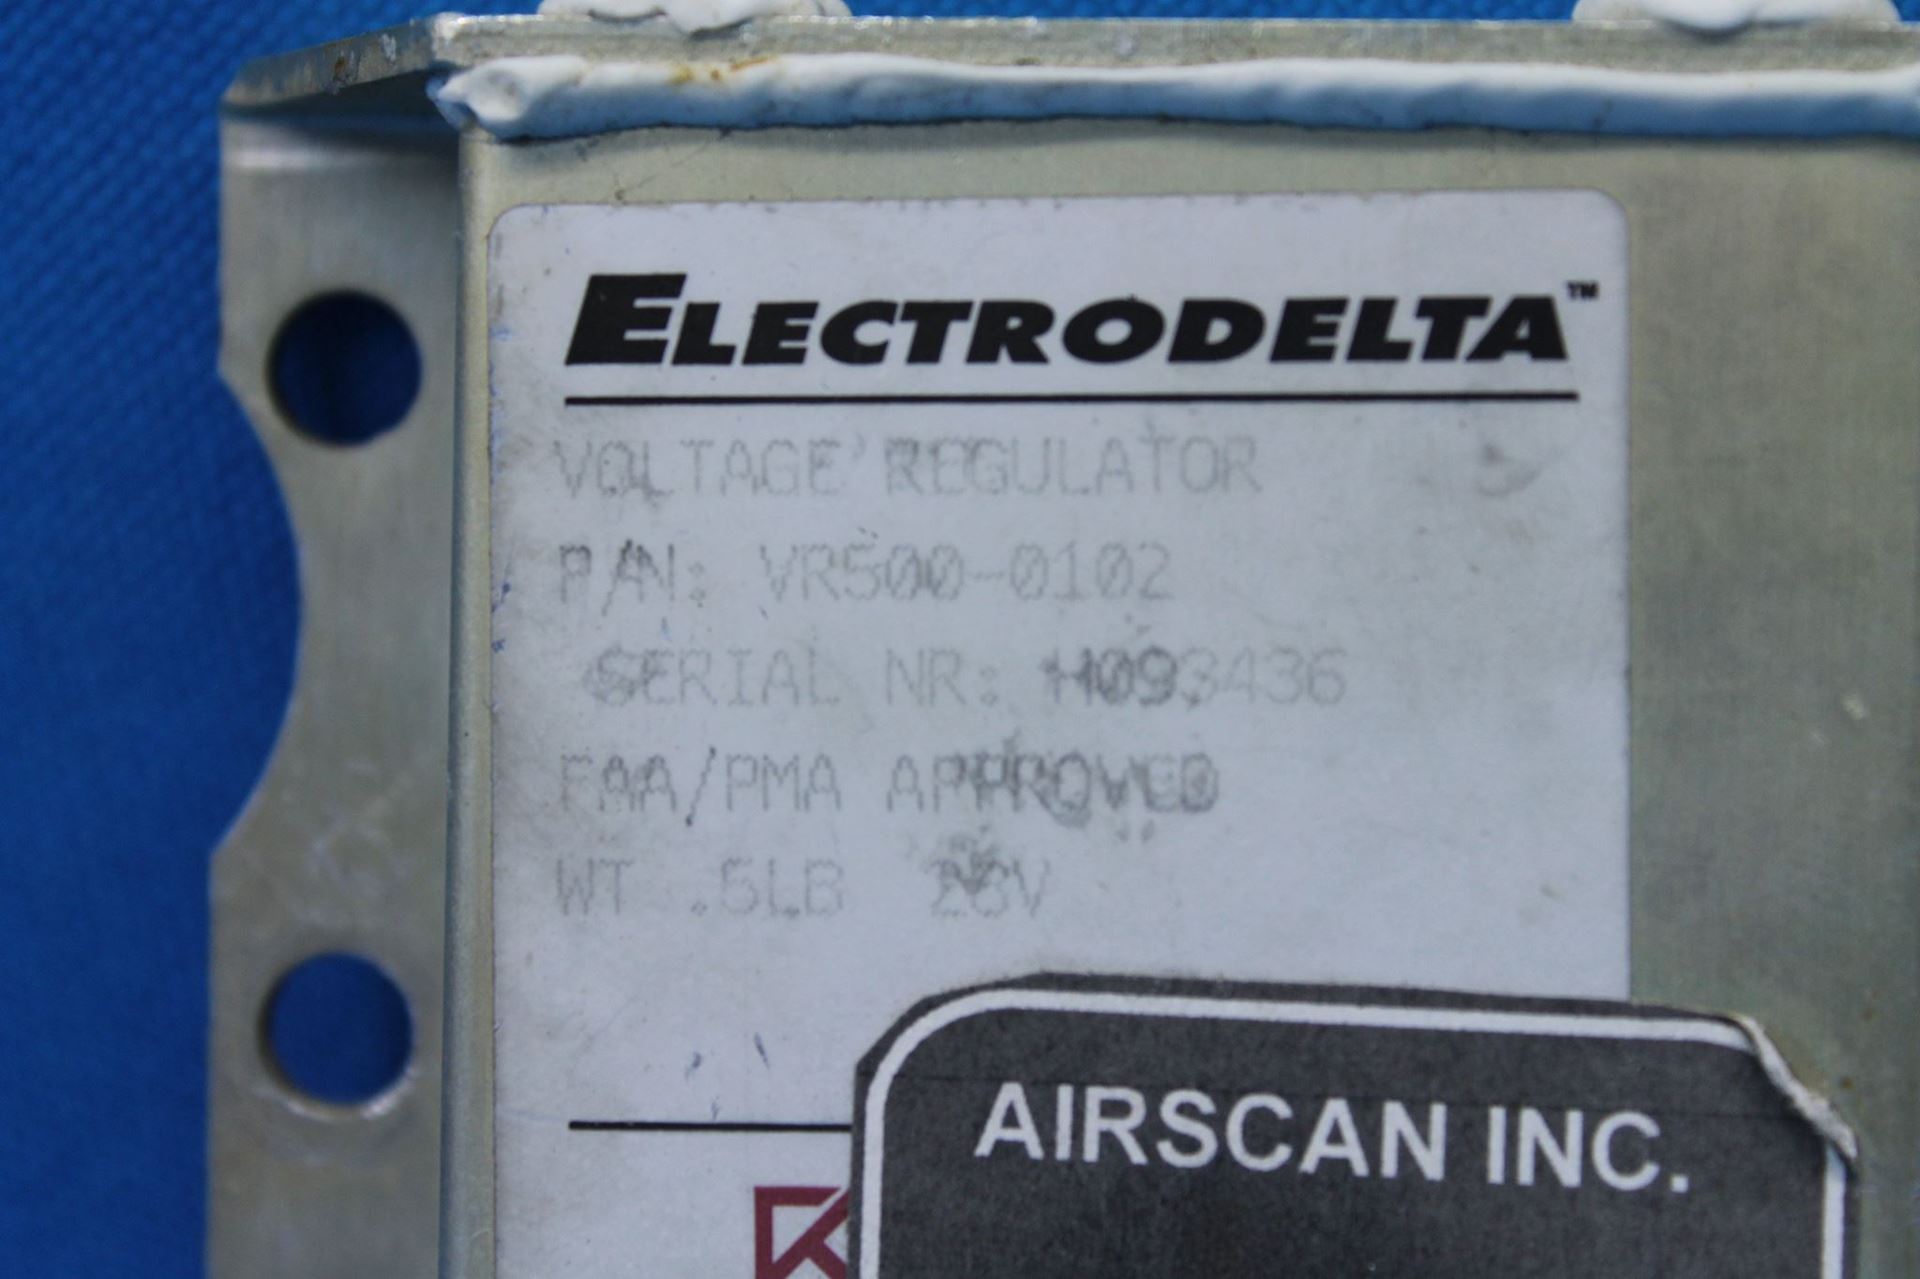 ELECTRODELTA™
VOLTAGE REGULATOR
P/N: VR500-0102
SERIAL NR: H093436
FAA/PMA APPROVED
WT .5LB 28V
AIRSCAN INC.